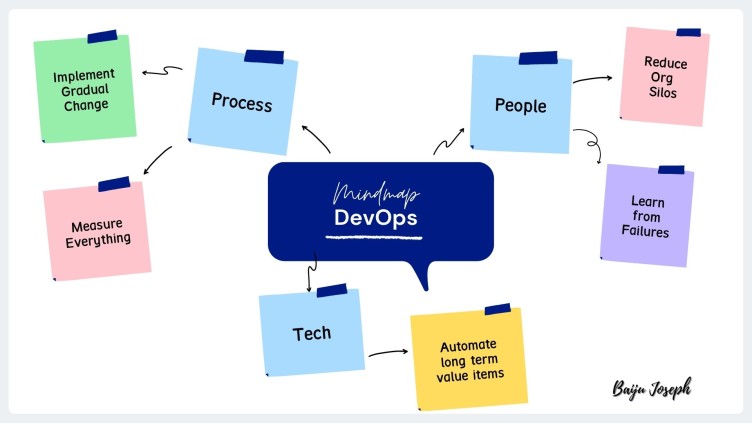 Implement
Gradual
Change
Process
Measure
Everything
Mindmap
DevOps
People
Reduce
Org
Silos
Learn
from
Failures
Tech
Automate
long term
value items
Baiju Joseph